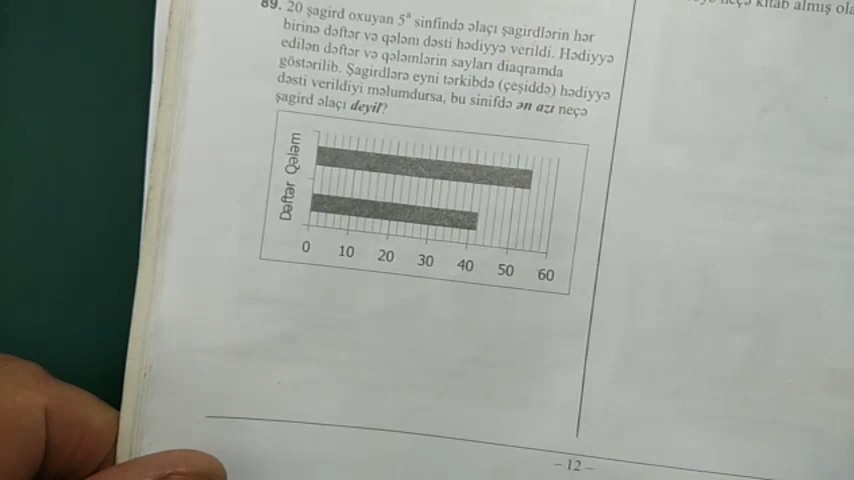 89. 20 şagird oxuyan 5ᵃ sinfində əlaçı şagirdlərin hər
birinə dəftər və qələm dəsti hədiyyə verildi. Hədiyyə
edilən dəftər və qələmlərin sayları diaqramda
göstərilib. Şagirdlərə eyni tərkibdə (çeşiddə) hədiyyə
dəsti verildiyi məlumdursa, bu sinifdə ən azı neçə
şagird əlaçı deyil?
Qələm
Dəftər
0 10 20 30 40 50 60
– 12 –
neçə kitab almış